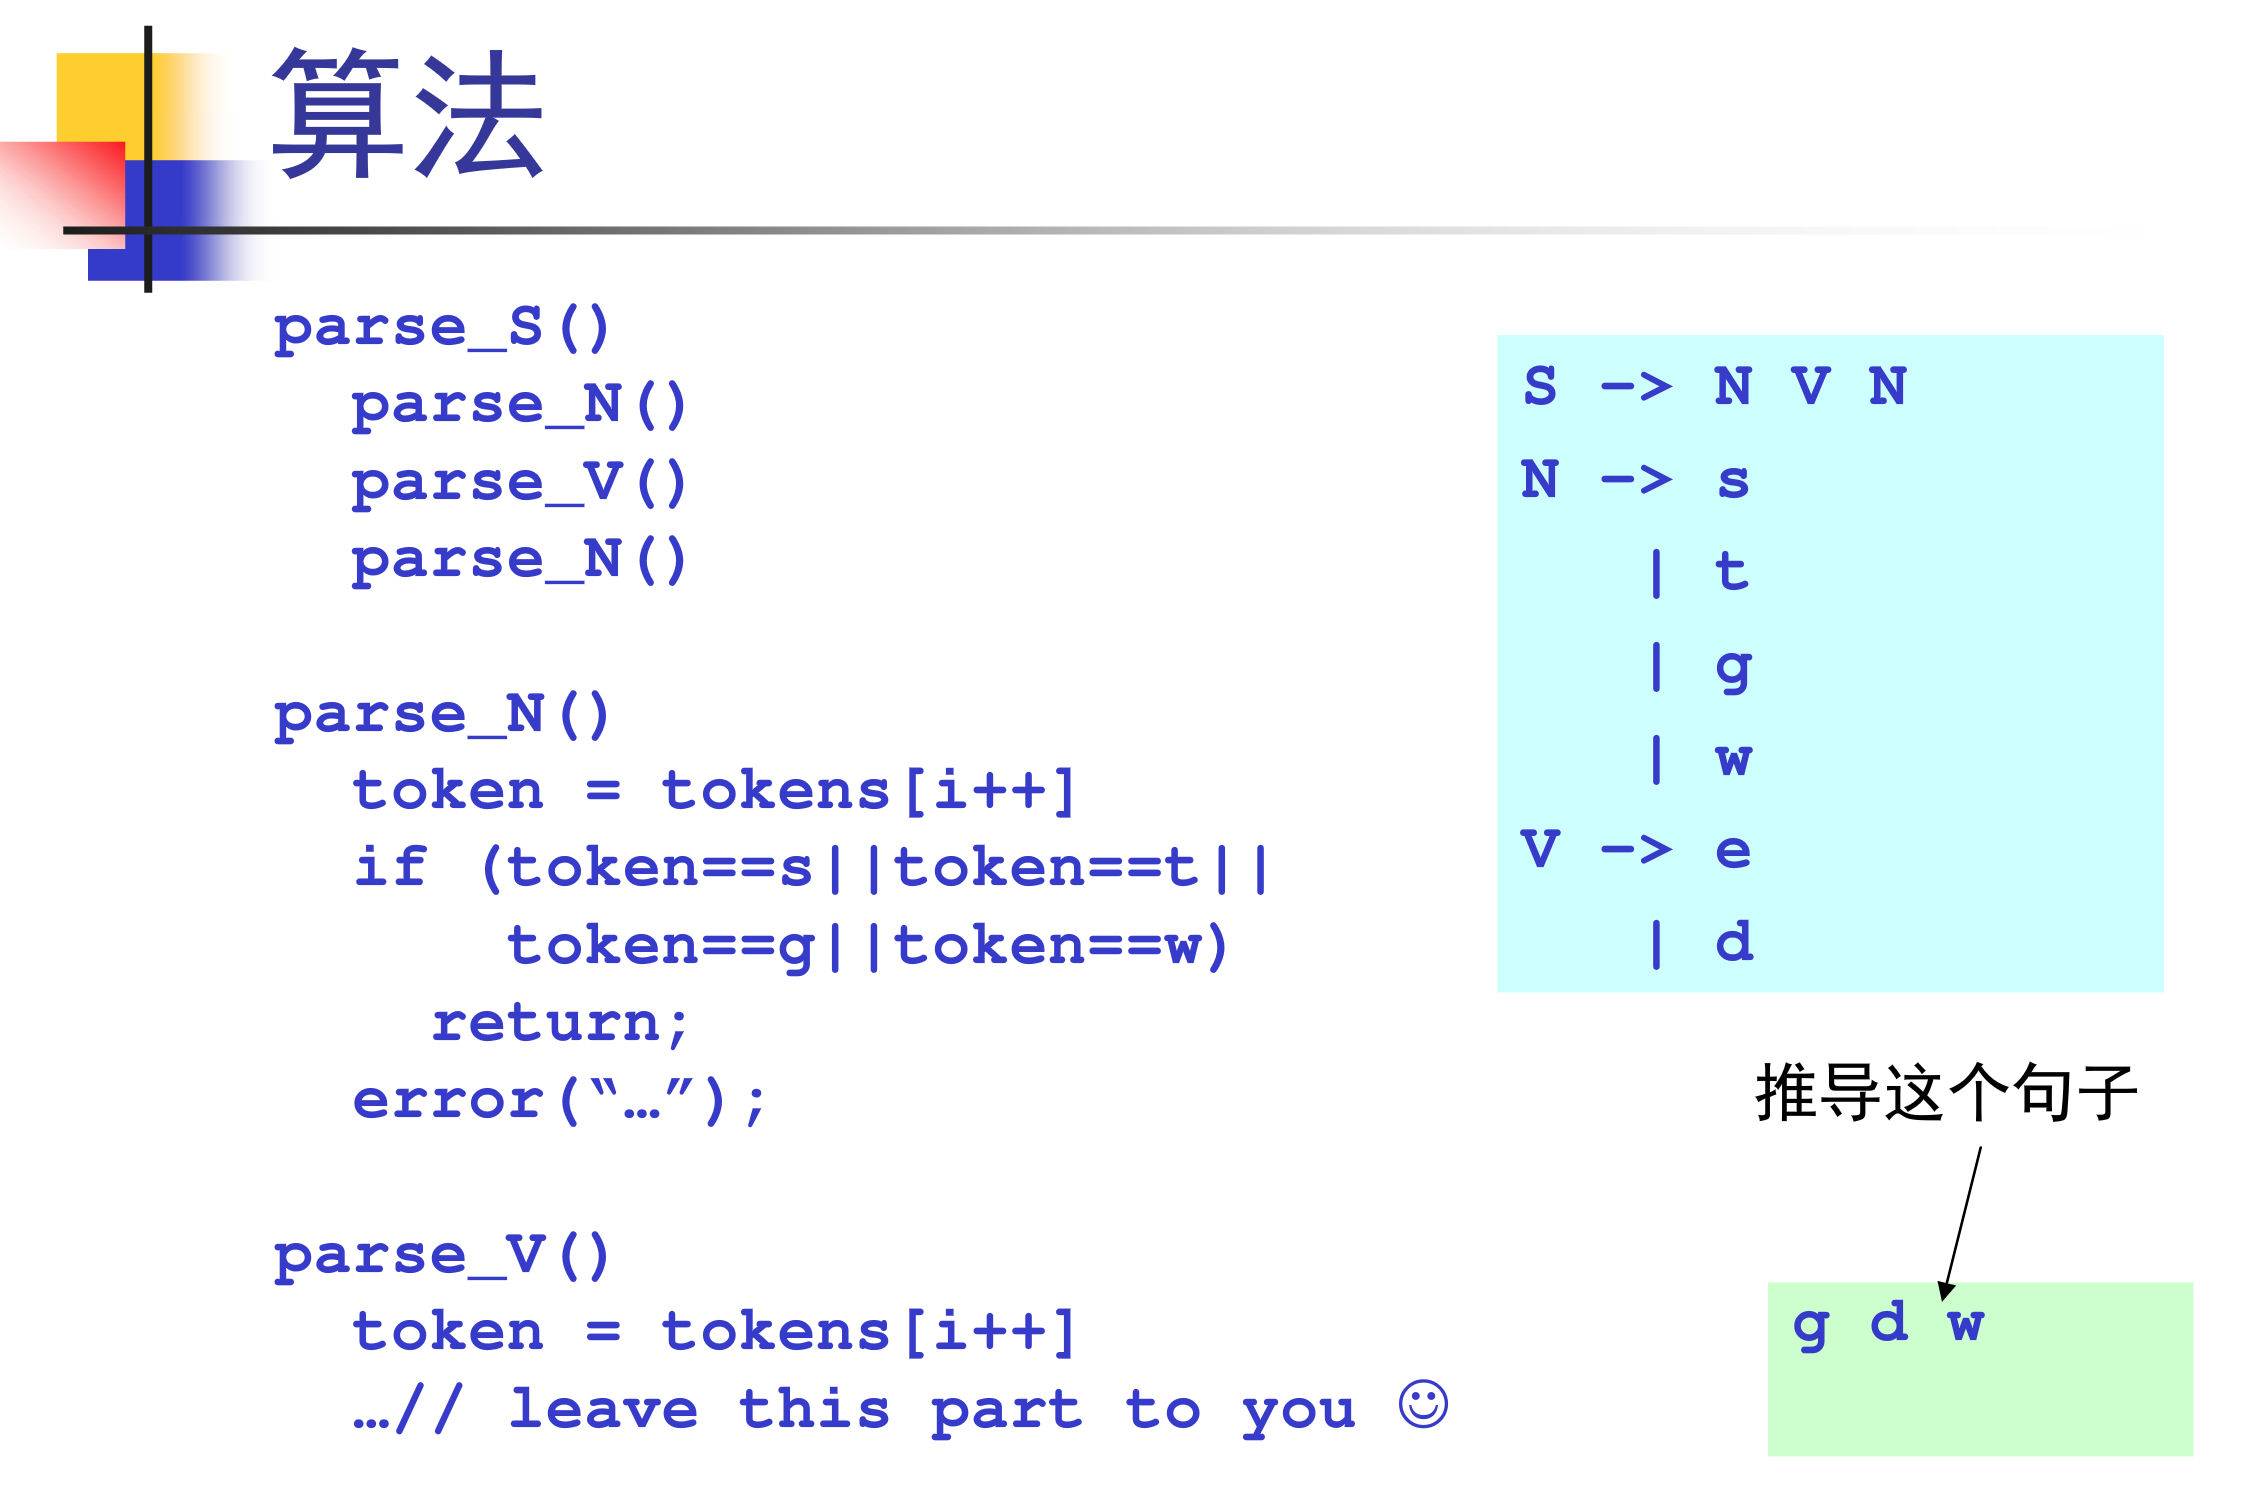 算法
parse_S()
  parse_N()
  parse_V()
  parse_N()
parse_N()
  token = tokens[i++]
  if (token==s||token==t||
      token==g||token==w)
    return;
  error(“…”);
parse_V()
  token = tokens[i++]
  …// leave this part to you ☺
S -> N V N
N -> s
   | t
   | g
   | w
V -> e
   | d
推导这个句子
g d w